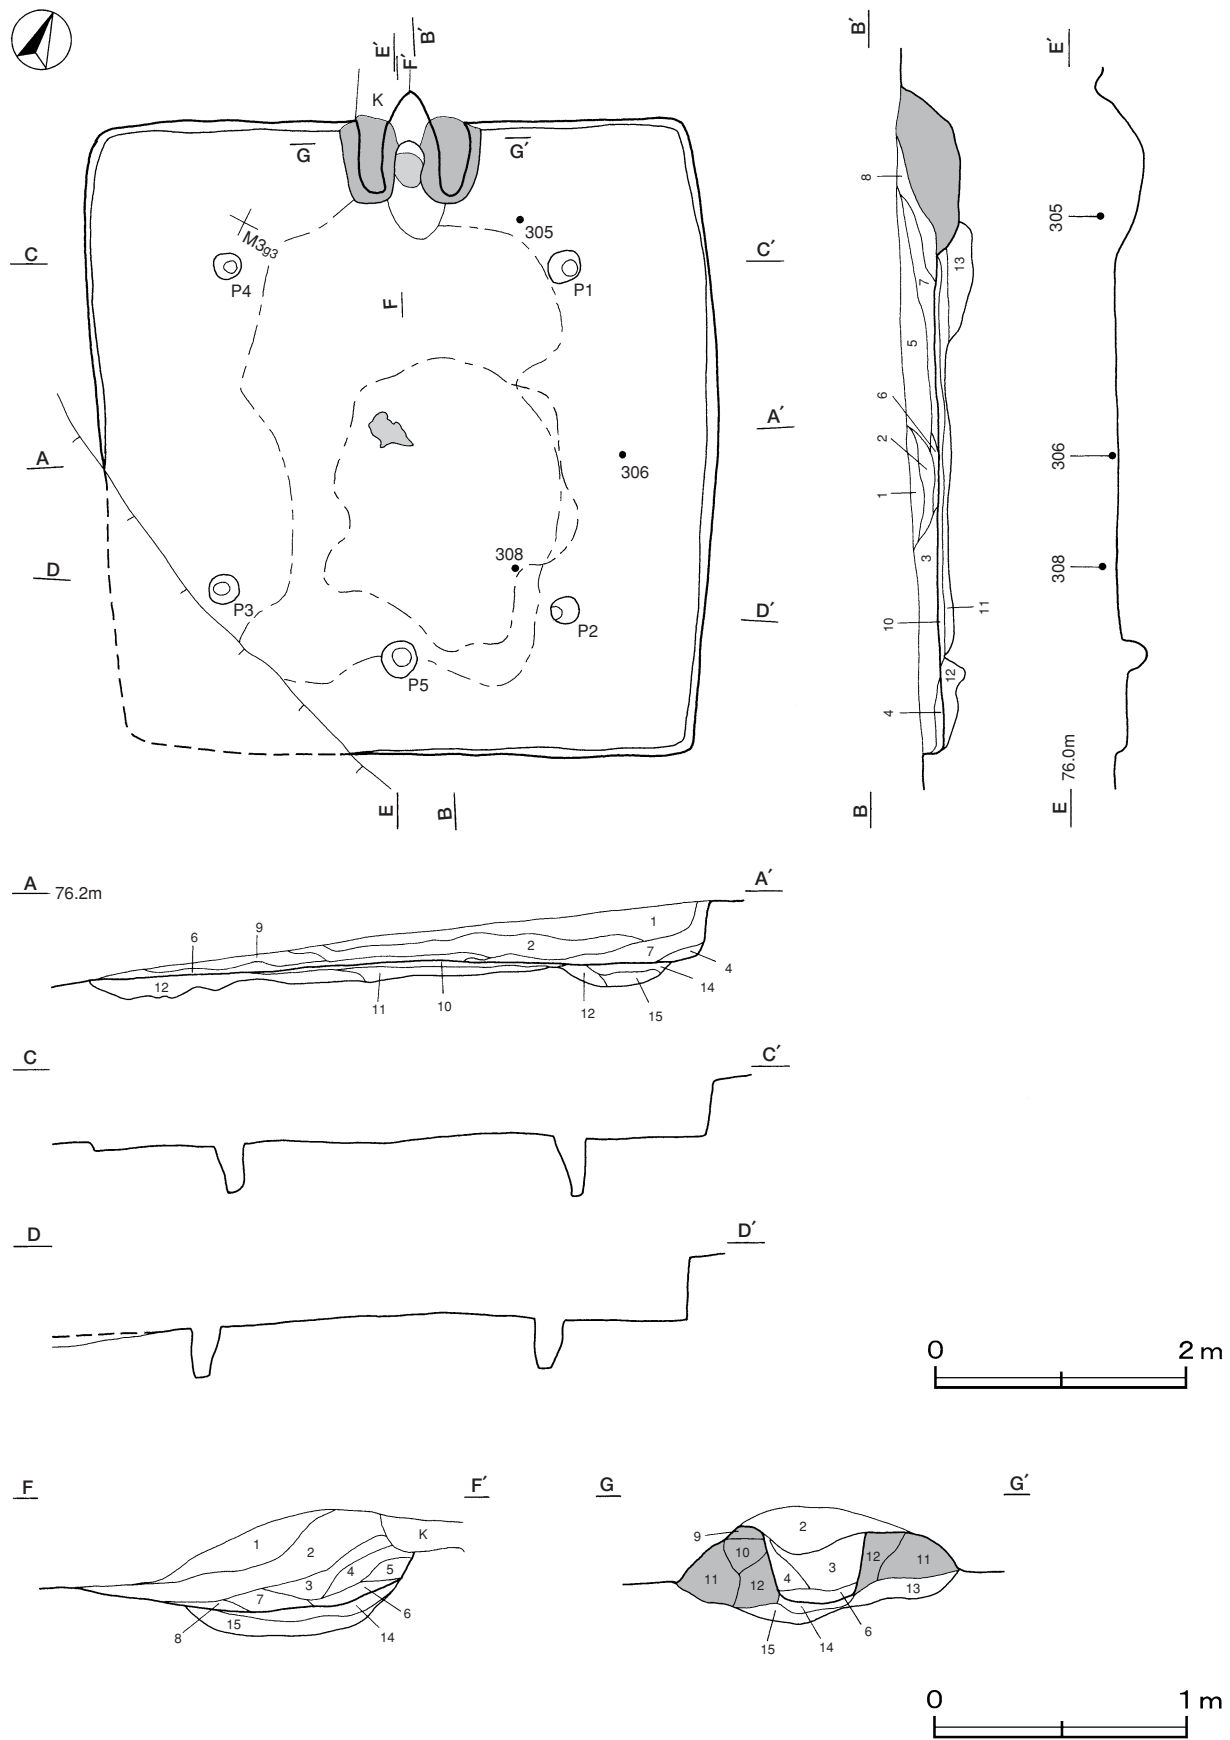 E′ F′ B′
K
G G′
305
M3g3
C C′
P4 P1
F
A A′
306
308
D D′
P3 P2
P5
E B
B′
8
13
7
5
6
2
1
3
11
10
12
4
B
E′
305
306
308
76.0m
E
A 76.2m A′
1
9
6
2
7
4
12
11 10 12 15 14
C C′
D D′
0 2 m
F F′
1
2
K
3
4
5
7
6
8
15
14
G G′
9
2
10
11
12
4
3
12
11
13
6
14
15
0 1 m